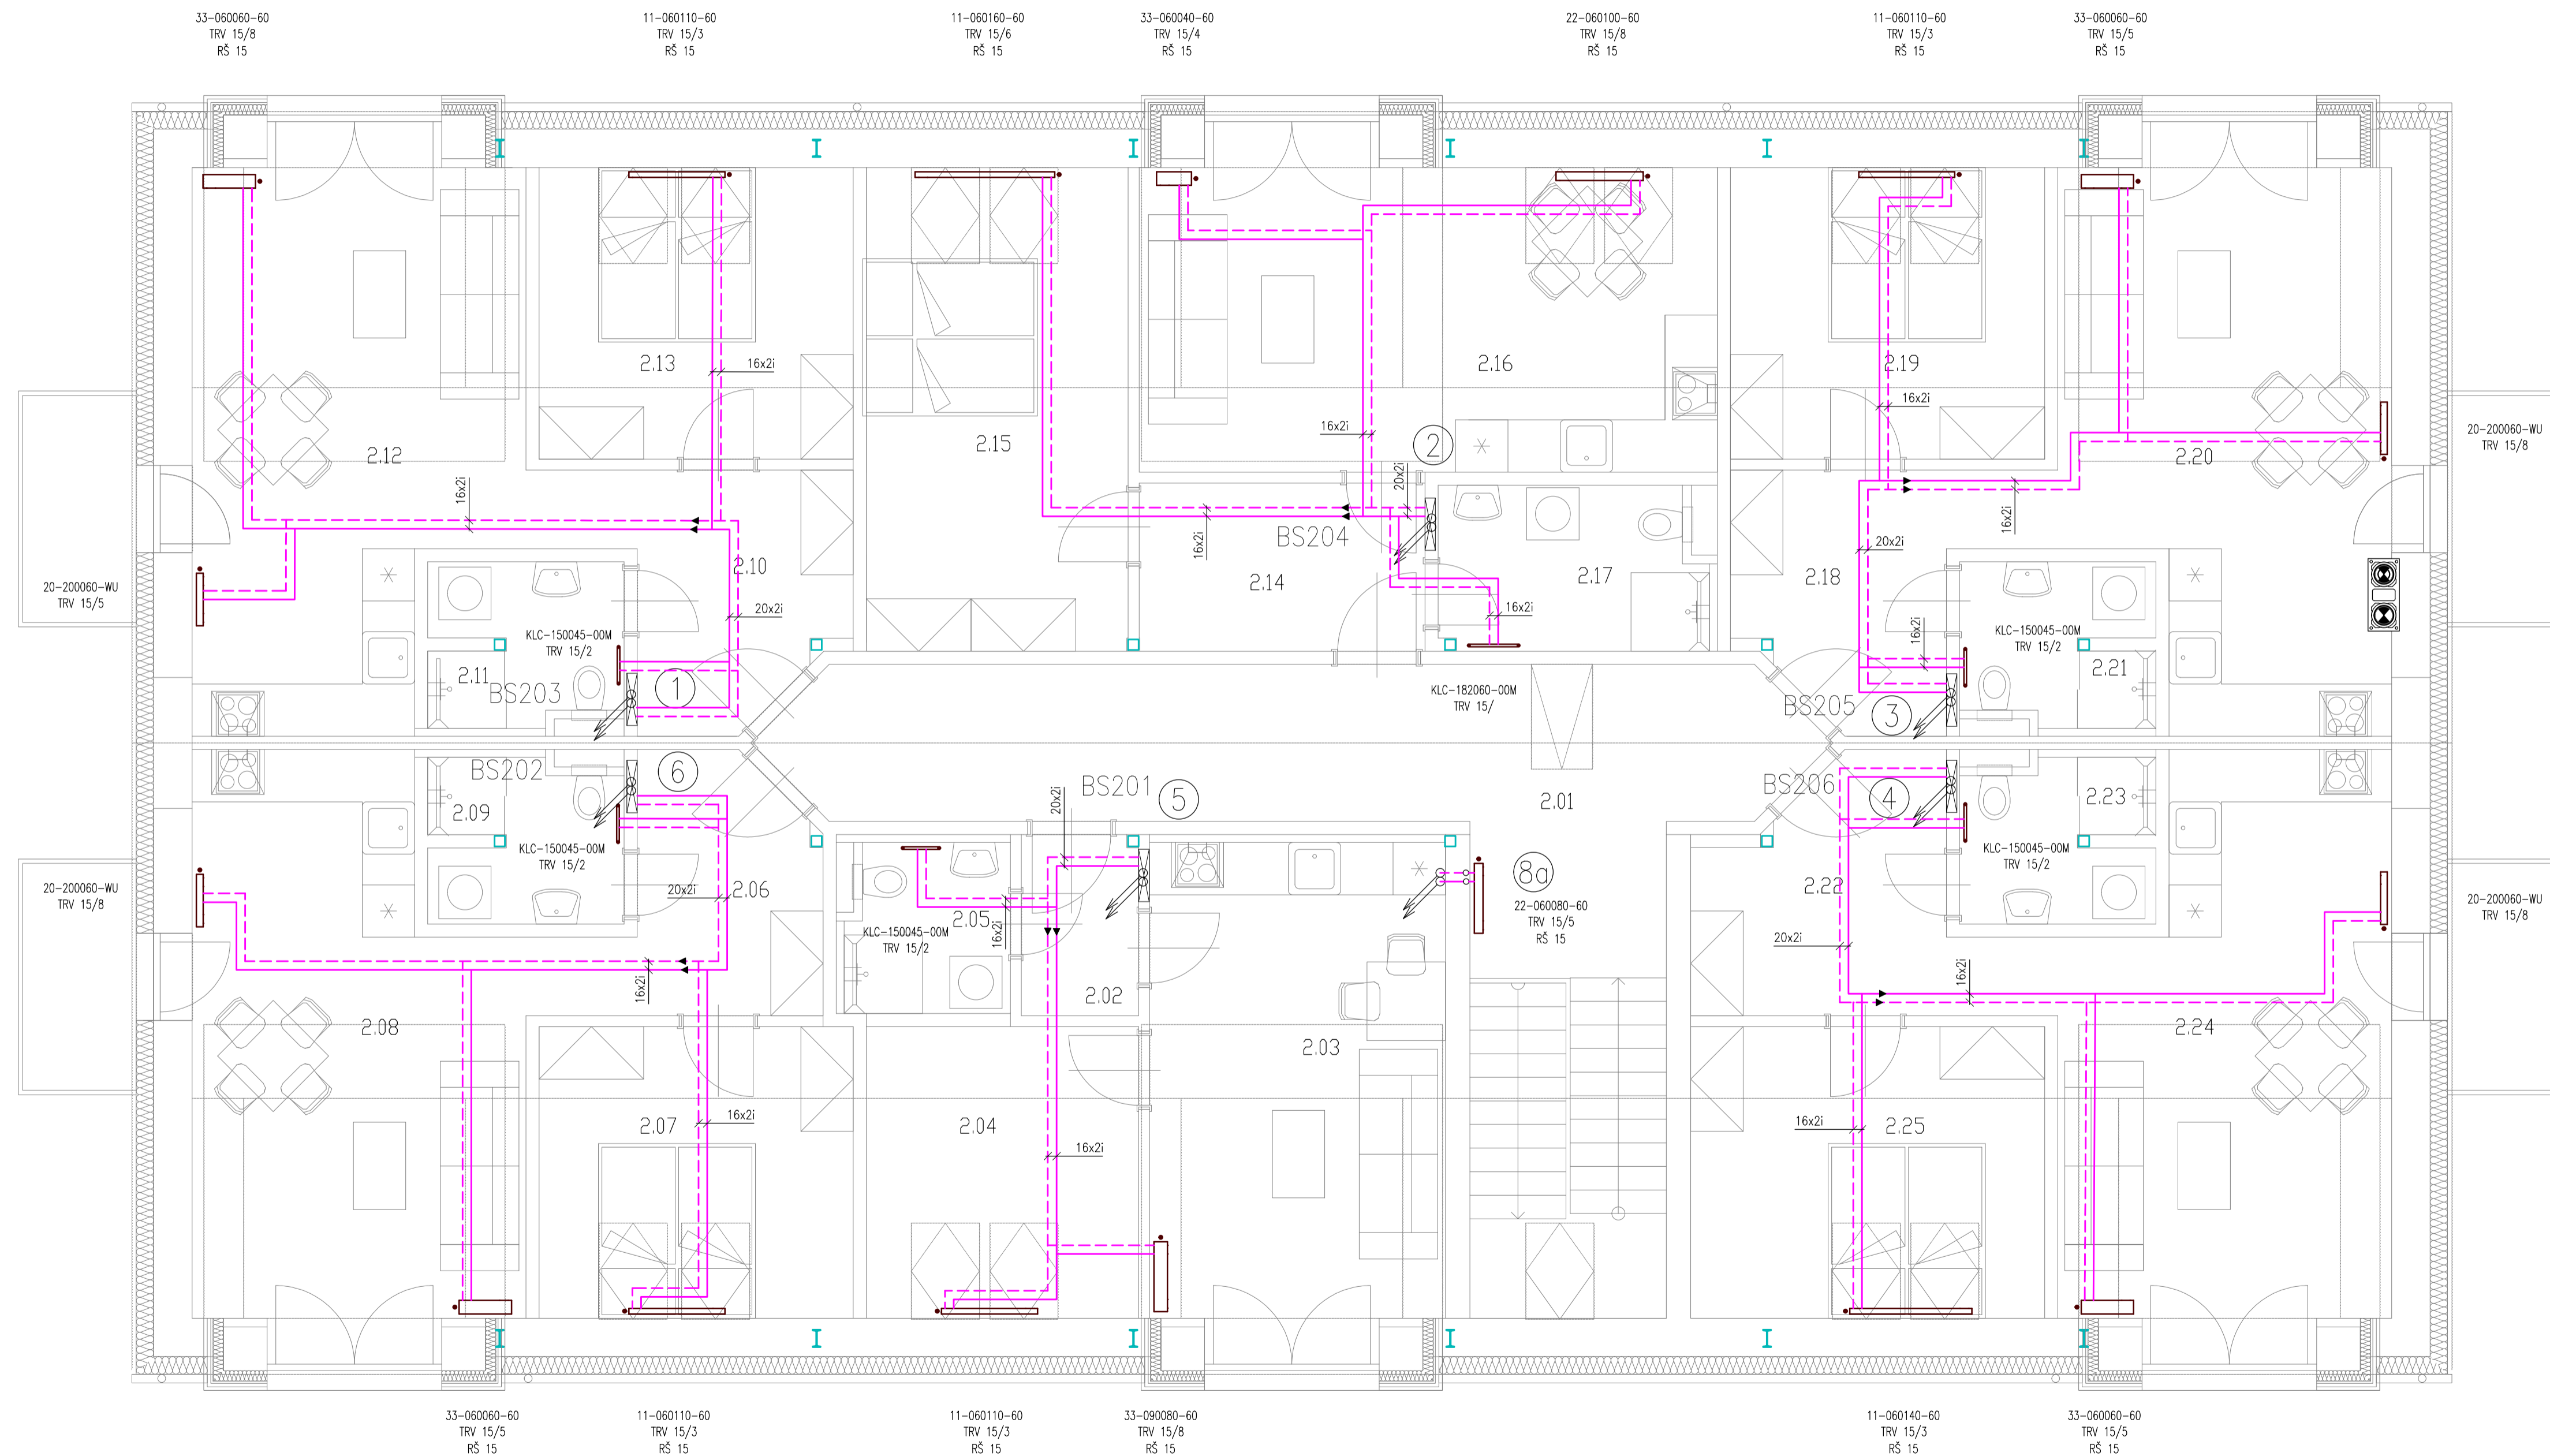 33-060060-60
TRV 15/8
RŠ 15
11-060110-60
TRV 15/3
RŠ 15
11-060160-60
TRV 15/6
RŠ 15
33-060040-60
TRV 15/4
RŠ 15
22-060100-60
TRV 15/8
RŠ 15
11-060110-60
TRV 15/3
RŠ 15
33-060060-60
TRV 15/5
RŠ 15
2.13
16x2i
2.16
2.19
16x2i
16x2i
2
20-200060-WU
TRV 15/8
2.12
2.15
2.20
16x2i
20x2i
16x2i
16x2i
BS204
20x2i
2.10
2.14
2.17
2.18
20-200060-WU
TRV 15/5
20x2i
16x2i
KLC-150045-00M
TRV 15/2
16x2i
KLC-150045-00M
TRV 15/2
2.11
BS203
1
KLC-182060-00M
TRV 15/
BS205
3
2.21
BS202
6
BS201
5
2.01
BS206
4
2.09
2.23
20x2i
KLC-150045-00M
TRV 15/2
KLC-150045-00M
TRV 15/2
20-200060-WU
TRV 15/8
20x2i
2.06
8a
22-060080-60
TRV 15/5
RŠ 15
2.22
20-200060-WU
TRV 15/8
2.05
KLC-150045-00M
TRV 15/2
16x2i
20x2i
16x2i
2.02
16x2i
2.08
2.03
2.24
2.07
16x2i
2.04
16x2i
16x2i
2.25
33-060060-60
TRV 15/5
RŠ 15
11-060110-60
TRV 15/3
RŠ 15
11-060110-60
TRV 15/3
RŠ 15
33-090080-60
TRV 15/8
RŠ 15
11-060140-60
TRV 15/3
RŠ 15
33-060060-60
TRV 15/5
RŠ 15